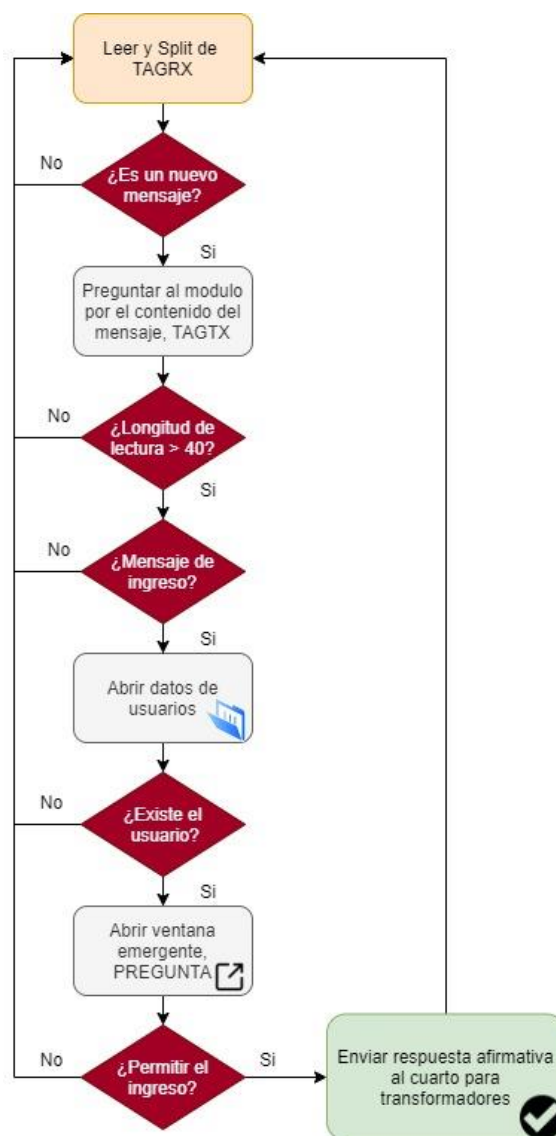 Leer y Split de
TAGRX
No
¿Es un nuevo
mensaje?
Si
Preguntar al modulo
por el contenido del
mensaje, TAGTX
No
¿Longitud de
lectura > 40?
Si
No
¿Mensaje de
ingreso?
Si
Abrir datos de
usuarios
No
¿Existe el
usuario?
Si
Abrir ventana
emergente,
PREGUNTA
No
¿Permitir el
ingreso?
Si
Enviar respuesta afirmativa
al cuarto para
transformadores